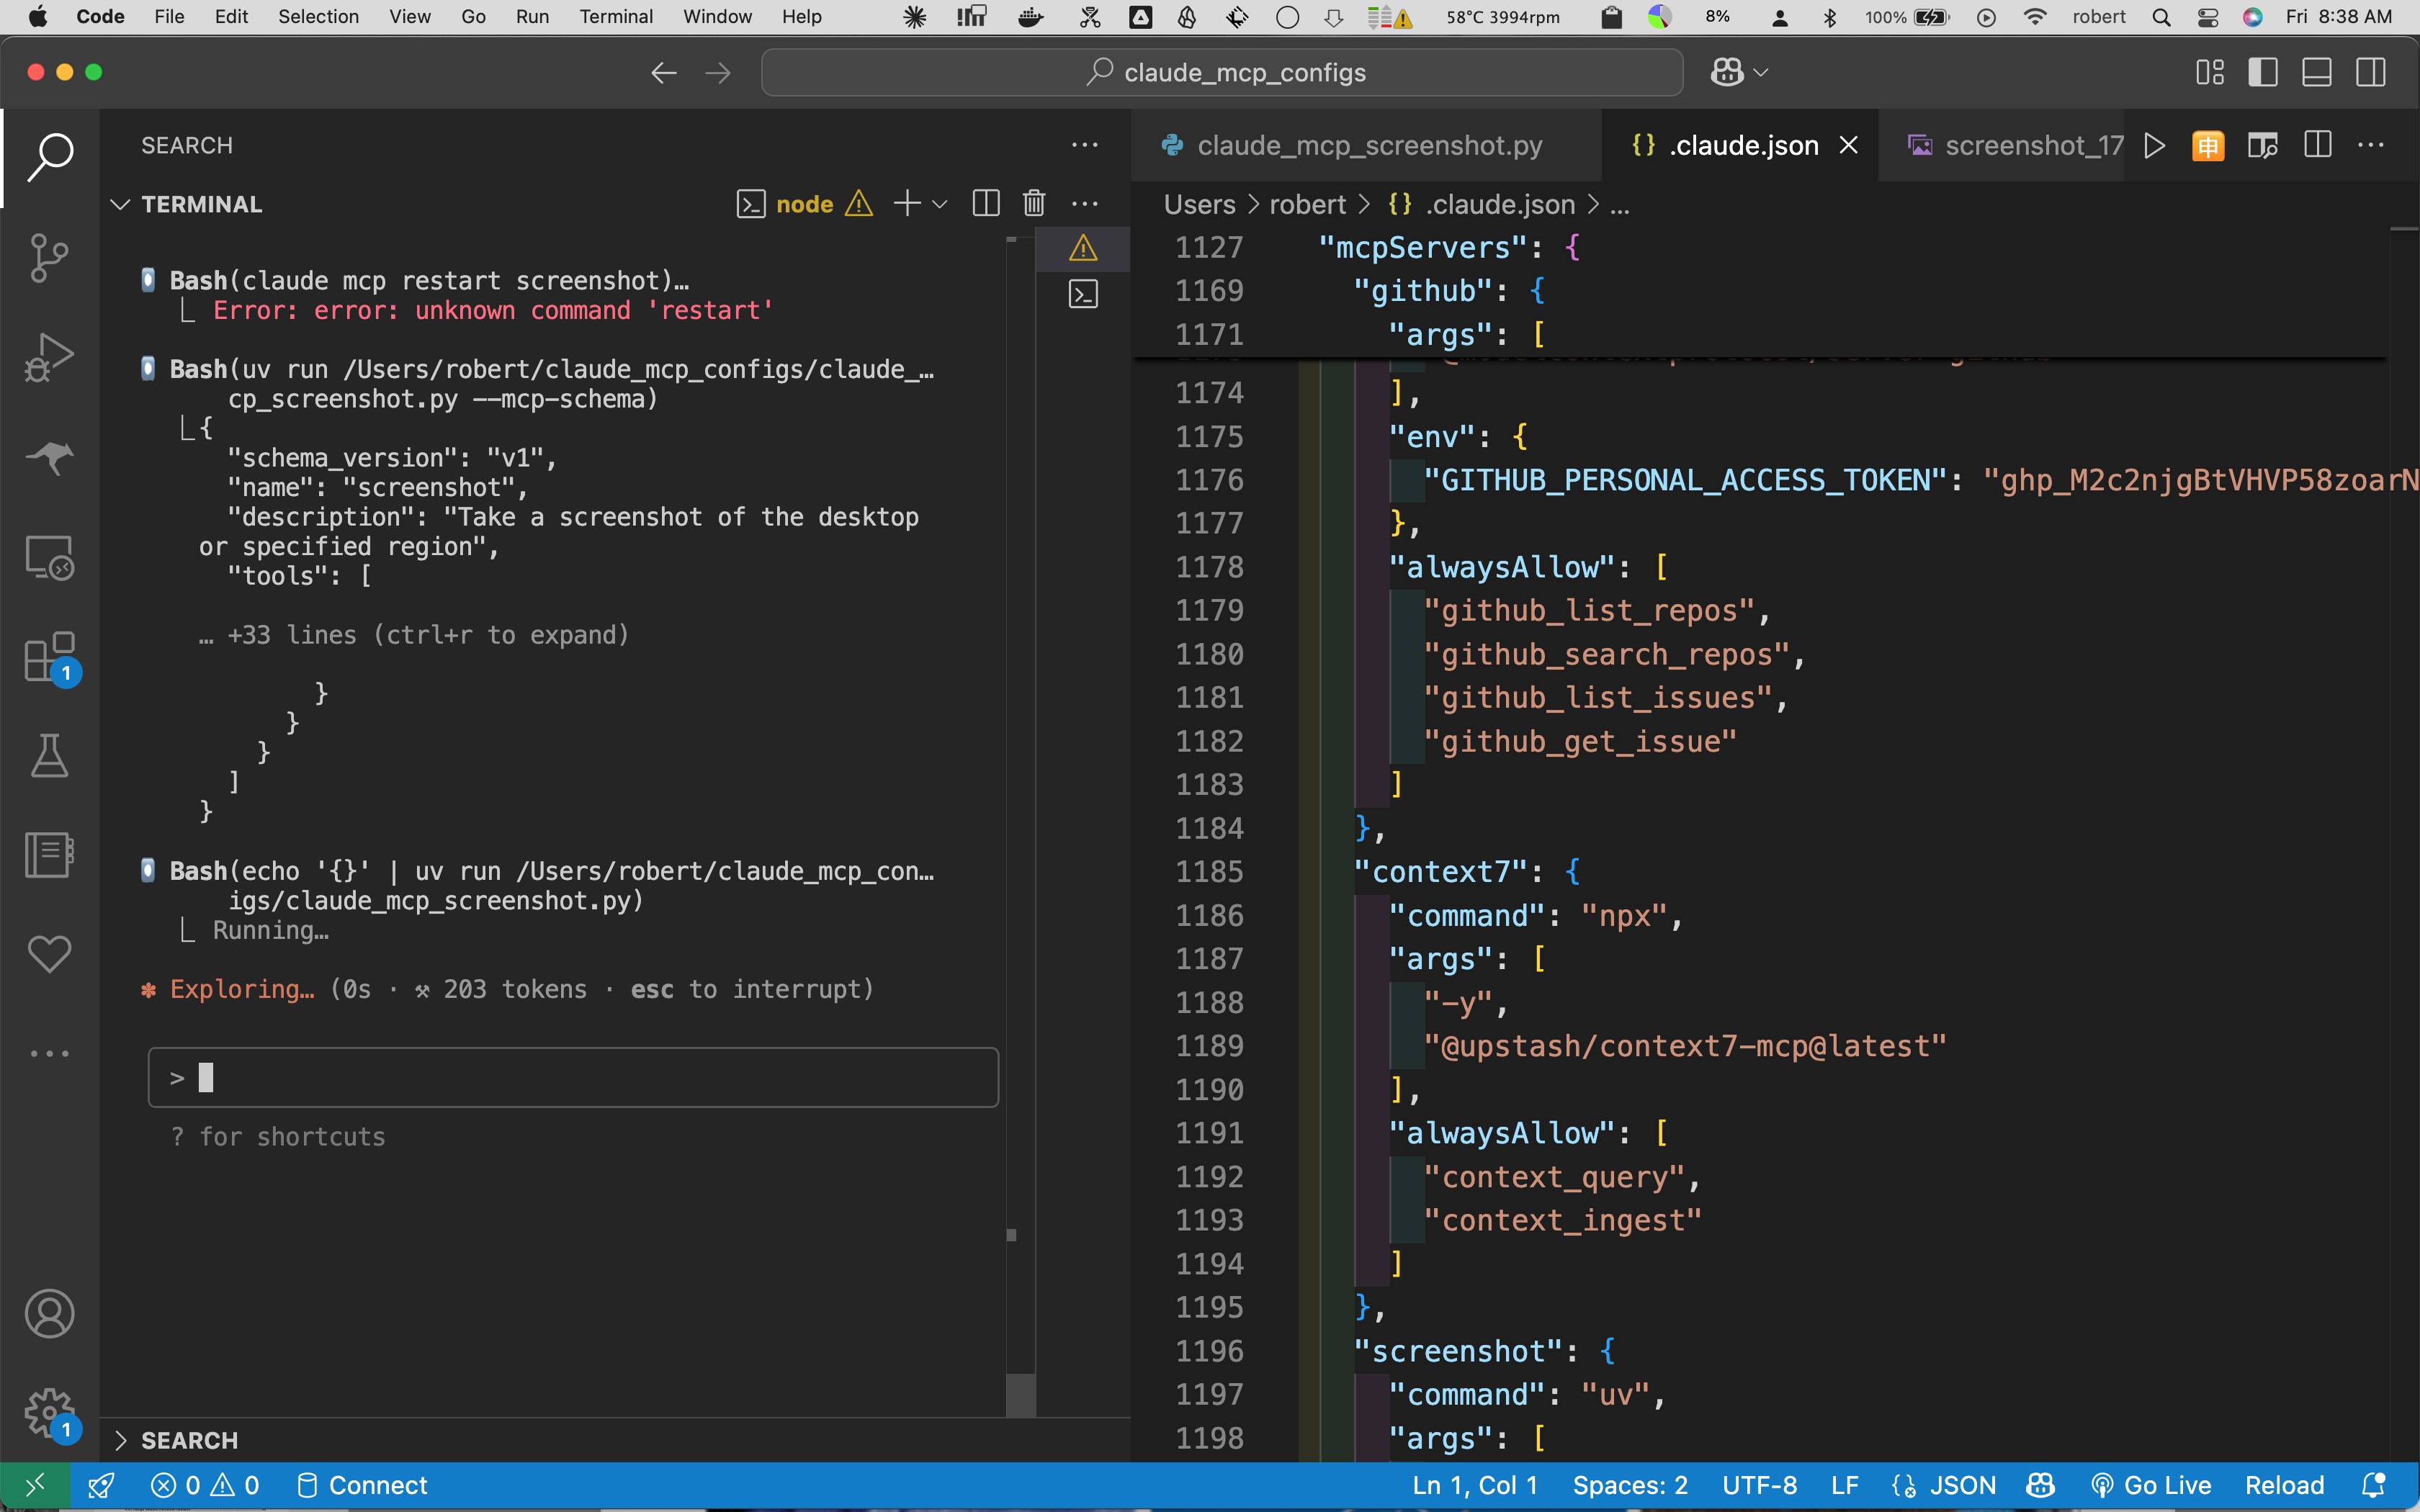 Code File Edit Selection View Go Run Terminal Window Help 58°C 3994rpm 8% 100% robert Fri 8:38 AM
claude_mcp_configs
SEARCH
TERMINAL
node
Bash(claude mcp restart screenshot)…
Error: error: unknown command 'restart'
Bash(uv run /Users/robert/claude_mcp_configs/claude_…
cp_screenshot.py --mcp-schema)
{
"schema_version": "v1",
"name": "screenshot",
"description": "Take a screenshot of the desktop
or specified region",
"tools": [
… +33 lines (ctrl+r to expand)
}
}
}
]
}
Bash(echo '{}' | uv run /Users/robert/claude_mcp_con…
igs/claude_mcp_screenshot.py)
Running…
Exploring… (0s · 203 tokens · esc to interrupt)
>
? for shortcuts
SEARCH
1
1
claude_mcp_screenshot.py {} .claude.json screenshot_17
Users > robert > {} .claude.json > ...
1127 "mcpServers": {
1169 "github": {
1171 "args": [
1174 ],
1175 "env": {
1176 "GITHUB_PERSONAL_ACCESS_TOKEN": "ghp_M2c2njgBtVHVP58zoarN
1177 },
1178 "alwaysAllow": [
1179 "github_list_repos",
1180 "github_search_repos",
1181 "github_list_issues",
1182 "github_get_issue"
1183 ]
1184 },
1185 "context7": {
1186 "command": "npx",
1187 "args": [
1188 "-y",
1189 "@upstash/context7-mcp@latest"
1190 ],
1191 "alwaysAllow": [
1192 "context_query",
1193 "context_ingest"
1194 ]
1195 },
1196 "screenshot": {
1197 "command": "uv",
1198 "args": [
0 0 Connect Ln 1, Col 1 Spaces: 2 UTF-8 LF JSON Go Live Reload